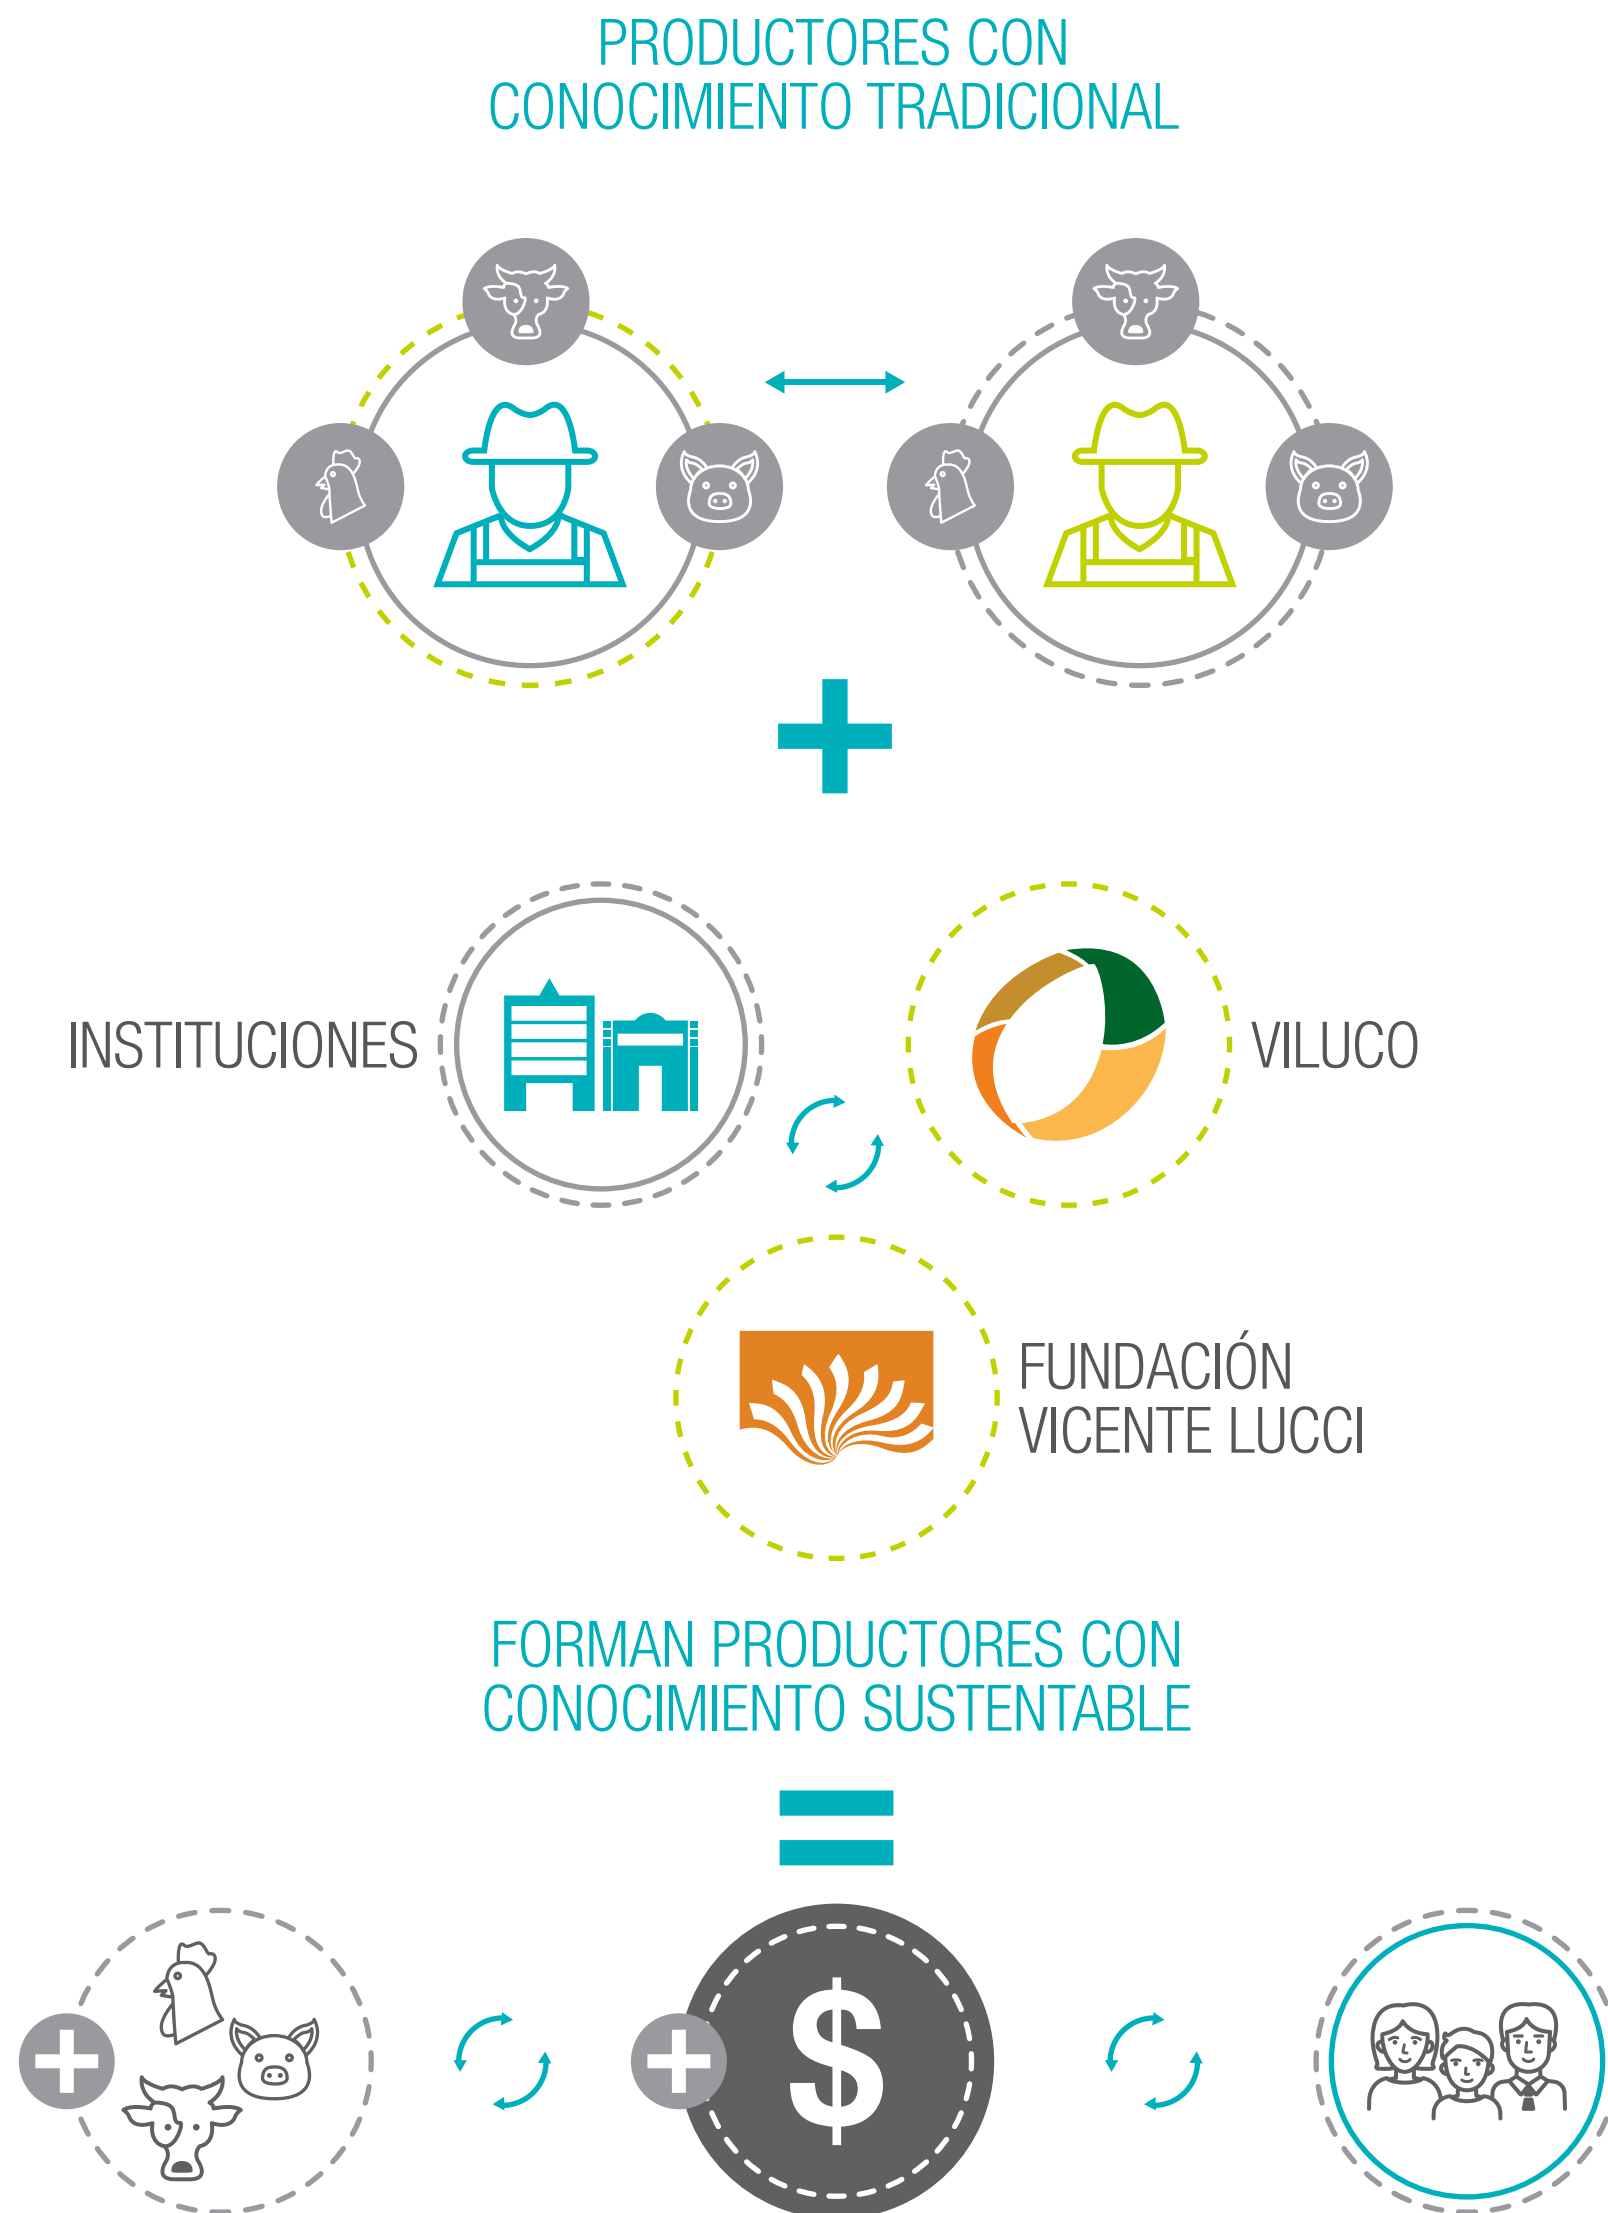 PRODUCTORES CON
CONOCIMIENTO TRADICIONAL
INSTITUCIONES
VILUCO
FUNDACIÓN
VICENTE LUCCI
FORMAN PRODUCTORES CON
CONOCIMIENTO SUSTENTABLE
$